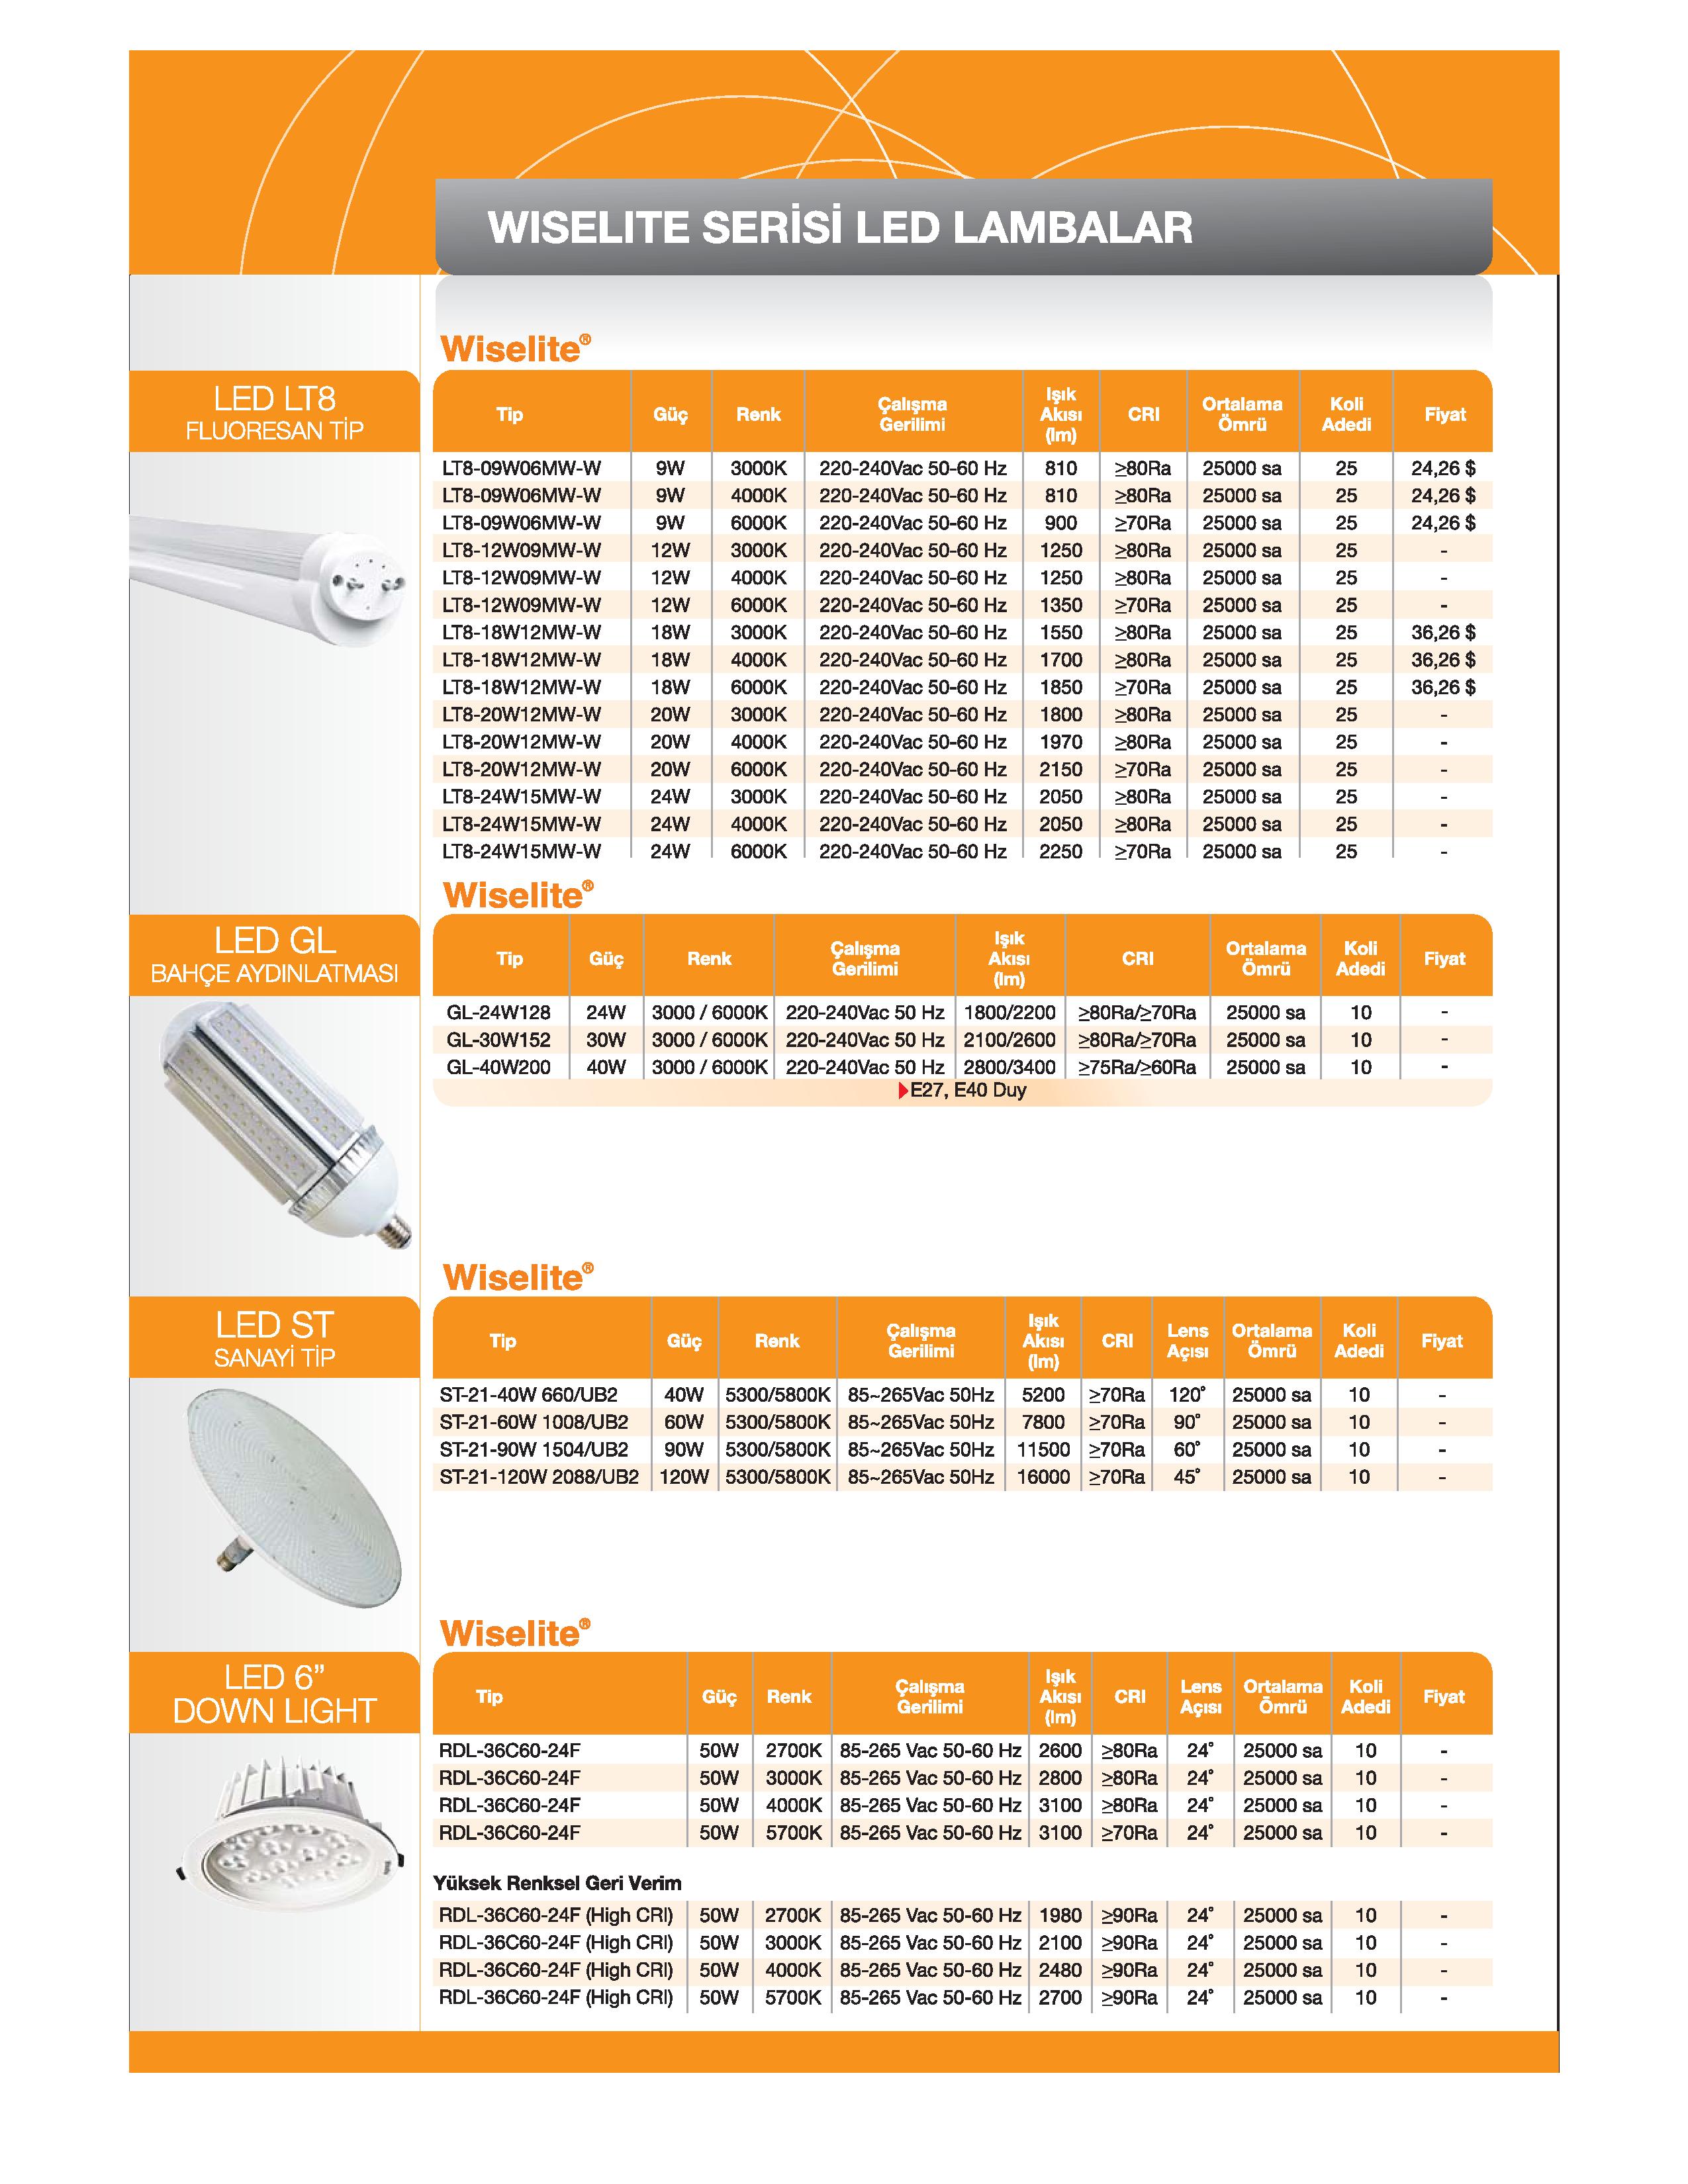 WISELITE SERİSİ LED LAMBALAR
Wiselite®
LED LT8
FLUORESAN TİP
Tip Güç Renk Çalışma Gerilimi Işık Akısı (lm) CRI Ortalama Ömrü Koli Adedi Fiyat
LT8-09W06MW-W 9W 3000K 220-240Vac 50-60 Hz 810 ≥80Ra 25000 sa 25 24,26 $
LT8-09W06MW-W 9W 4000K 220-240Vac 50-60 Hz 810 ≥80Ra 25000 sa 25 24,26 $
LT8-09W06MW-W 9W 6000K 220-240Vac 50-60 Hz 900 ≥70Ra 25000 sa 25 24,26 $
LT8-12W09MW-W 12W 3000K 220-240Vac 50-60 Hz 1250 ≥80Ra 25000 sa 25 -
LT8-12W09MW-W 12W 4000K 220-240Vac 50-60 Hz 1250 ≥80Ra 25000 sa 25 -
LT8-12W09MW-W 12W 6000K 220-240Vac 50-60 Hz 1350 ≥70Ra 25000 sa 25 -
LT8-18W12MW-W 18W 3000K 220-240Vac 50-60 Hz 1550 ≥80Ra 25000 sa 25 36,26 $
LT8-18W12MW-W 18W 4000K 220-240Vac 50-60 Hz 1700 ≥80Ra 25000 sa 25 36,26 $
LT8-18W12MW-W 18W 6000K 220-240Vac 50-60 Hz 1850 ≥70Ra 25000 sa 25 36,26 $
LT8-20W12MW-W 20W 3000K 220-240Vac 50-60 Hz 1800 ≥80Ra 25000 sa 25 -
LT8-20W12MW-W 20W 4000K 220-240Vac 50-60 Hz 1970 ≥80Ra 25000 sa 25 -
LT8-20W12MW-W 20W 6000K 220-240Vac 50-60 Hz 2150 ≥70Ra 25000 sa 25 -
LT8-24W15MW-W 24W 3000K 220-240Vac 50-60 Hz 2050 ≥80Ra 25000 sa 25 -
LT8-24W15MW-W 24W 4000K 220-240Vac 50-60 Hz 2050 ≥80Ra 25000 sa 25 -
LT8-24W15MW-W 24W 6000K 220-240Vac 50-60 Hz 2250 ≥70Ra 25000 sa 25 -
Wiselite®
LED GL
BAHÇE AYDINLATMASI
Tip Güç Renk Çalışma Gerilimi Işık Akısı (lm) CRI Ortalama Ömrü Koli Adedi Fiyat
GL-24W128 24W 3000 / 6000K 220-240Vac 50 Hz 1800/2200 ≥80Ra/≥70Ra 25000 sa 10 -
GL-30W152 30W 3000 / 6000K 220-240Vac 50 Hz 2100/2600 ≥80Ra/≥70Ra 25000 sa 10 -
GL-40W200 40W 3000 / 6000K 220-240Vac 50 Hz 2800/3400 ≥75Ra/≥60Ra 25000 sa 10 -
E27, E40 Duy
Wiselite®
LED ST
SANAYİ TİP
Tip Güç Renk Çalışma Gerilimi Işık Akısı (lm) CRI Lens Açısı Ortalama Ömrü Koli Adedi Fiyat
ST-21-40W 660/UB2 40W 5300/5800K 85~265Vac 50Hz 5200 ≥70Ra 120° 25000 sa 10 -
ST-21-60W 1008/UB2 60W 5300/5800K 85~265Vac 50Hz 7800 ≥70Ra 90° 25000 sa 10 -
ST-21-90W 1504/UB2 90W 5300/5800K 85~265Vac 50Hz 11500 ≥70Ra 60° 25000 sa 10 -
ST-21-120W 2088/UB2 120W 5300/5800K 85~265Vac 50Hz 16000 ≥70Ra 45° 25000 sa 10 -
Wiselite®
LED 6”
DOWN LIGHT
Tip Güç Renk Çalışma Gerilimi Işık Akısı (lm) CRI Lens Açısı Ortalama Ömrü Koli Adedi Fiyat
RDL-36C60-24F 50W 2700K 85-265 Vac 50-60 Hz 2600 ≥80Ra 24° 25000 sa 10 -
RDL-36C60-24F 50W 3000K 85-265 Vac 50-60 Hz 2800 ≥80Ra 24° 25000 sa 10 -
RDL-36C60-24F 50W 4000K 85-265 Vac 50-60 Hz 3100 ≥80Ra 24° 25000 sa 10 -
RDL-36C60-24F 50W 5700K 85-265 Vac 50-60 Hz 3100 ≥70Ra 24° 25000 sa 10 -
Yüksek Renksel Geri Verim
RDL-36C60-24F (High CRI) 50W 2700K 85-265 Vac 50-60 Hz 1980 ≥90Ra 24° 25000 sa 10 -
RDL-36C60-24F (High CRI) 50W 3000K 85-265 Vac 50-60 Hz 2100 ≥90Ra 24° 25000 sa 10 -
RDL-36C60-24F (High CRI) 50W 4000K 85-265 Vac 50-60 Hz 2480 ≥90Ra 24° 25000 sa 10 -
RDL-36C60-24F (High CRI) 50W 5700K 85-265 Vac 50-60 Hz 2700 ≥90Ra 24° 25000 sa 10 -